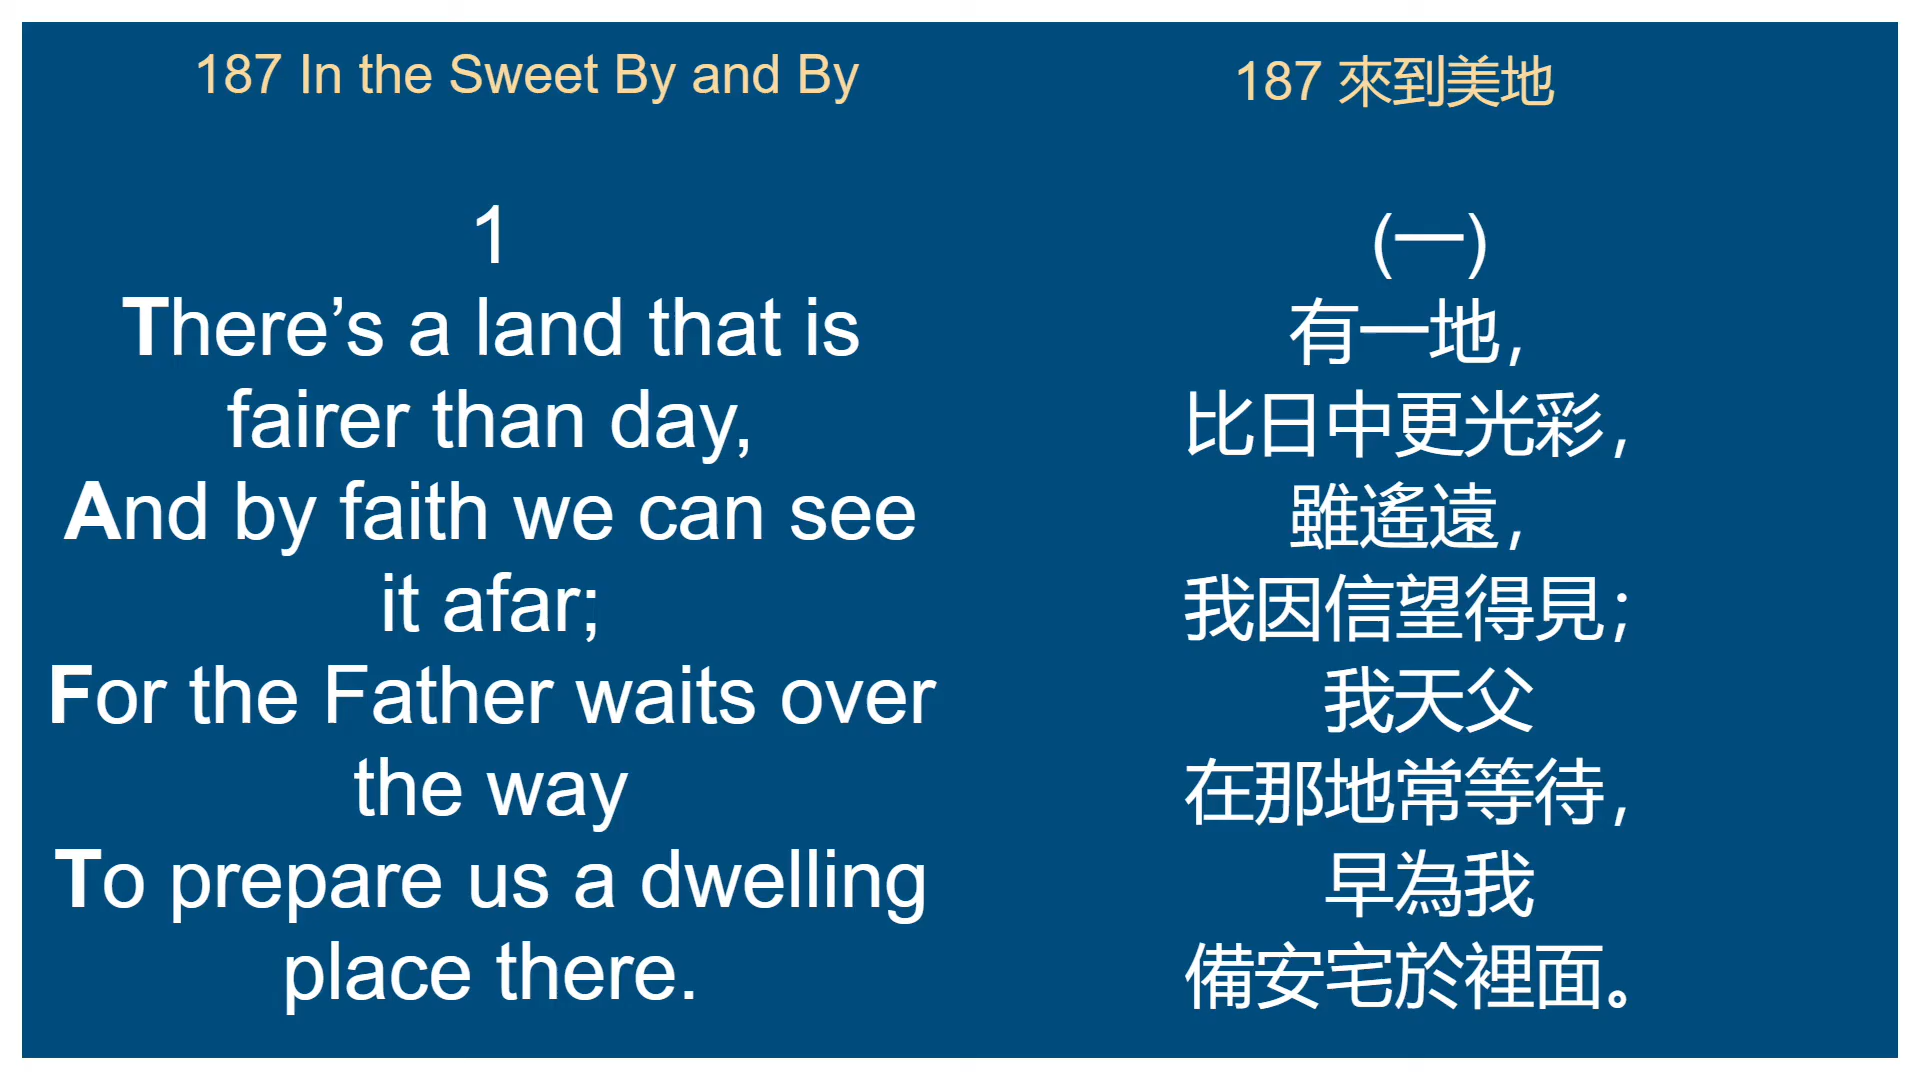 187 In the Sweet By and By
1
There’s a land that is
fairer than day,
And by faith we can see
it afar;
For the Father waits over
the way
To prepare us a dwelling
place there.
187 來到美地
(一)
有一地，
比日中更光彩，
雖遙遠，
我因信望得見；
我天父
在那地常等待，
早為我
備安宅於裡面。